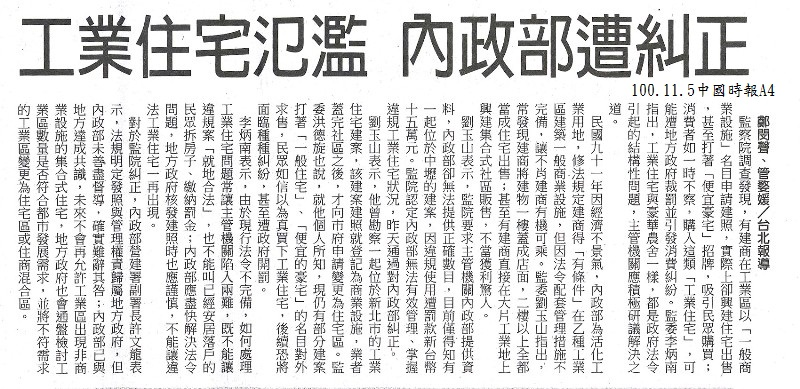 工業住宅氾濫 內政部遭糾正
100.11.5中國時報A4
鄭閔聲、管婺媛／台北報導
監察院調查發現，有建商在工業區以「一般商
業設施」名目申請建照，實際上卻興建住宅出售
，甚至打著「便宜豪宅」招牌，吸引民眾購買；
消費者如一時不察，購入這類「工業住宅」，可
能遭地方政府裁罰並引發消費糾紛。監委李炳南
指出，工業住宅與豪華農舍一樣，都是政府法令
引起的結構性問題，主管機關應積極研議解決之
道。
民國九十一年因經濟不景氣，內政部為活化工
業用地，修法規定建商得「有條件」在乙種工業
區建築一般商業設施，但因法令配套管理措施不
完備，讓不肖建商有機可乘。監委劉玉山指出，
常發現建商將建物一樓蓋成店面，二樓以上全部
當成住宅出售；甚至有建商直接在大片工業地上
興建集合式社區販售，不當獲利驚人。
劉玉山表示，監院要求主管機關內政部提供資
料，內政部卻無法提供正確數目，目前僅得知有
一起位於中壢的建案，因違規使用遭罰款新台幣
十五萬元。監院認定內政部無法有效管理、掌握
違規工業住宅狀況，昨天通過對內政部糾正。
劉玉山表示，他曾勘察一起位於新北市的工業
住宅建案，該建案建照就登記為商業設施，業者
蓋完社區之後，才向市府申請變更為住宅區。監
委洪德旋也說，就他個人所知，現仍有部分建案
打著「一般住宅」、「便宜的豪宅」的名目對外
求售，民眾如信以為真買下工業住宅，後續恐將
面臨種種糾紛，甚至遭政府開罰。
李炳南表示，由於現行法令不完備，如何處理
工業住宅問題常讓主管機關陷入兩難，既不能讓
違規案「就地合法」，也不能叫已經安居落戶的
民眾拆房子、繳納罰金；內政部應盡快解決法令
問題，地方政府核發建照時也應謹慎，不能讓違
法工業住宅一再出現。
對於監院糾正，內政部營建署副署長許文龍表
示，法規明定發照與管理權責歸屬地方政府，但
內政部未善盡督導，確實難辭其咎；內政部已與
地方達成共識，未來不會再允許工業區出現非商
業設施的集合式住宅，地方政府也會通盤檢討工
業區數量是否符合都市發展需求，並將不符需求
的工業區變更為住宅區或住商混合區。